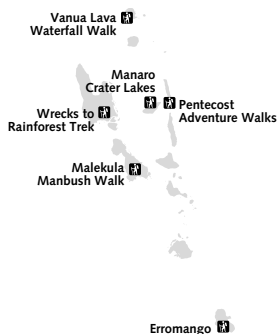 Vanua Lava
Waterfall Walk
Manaro
Crater Lakes
Pentecost
Adventure Walks
Wrecks to
Rainforest Trek
Malekula
Manbush Walk
Erromango